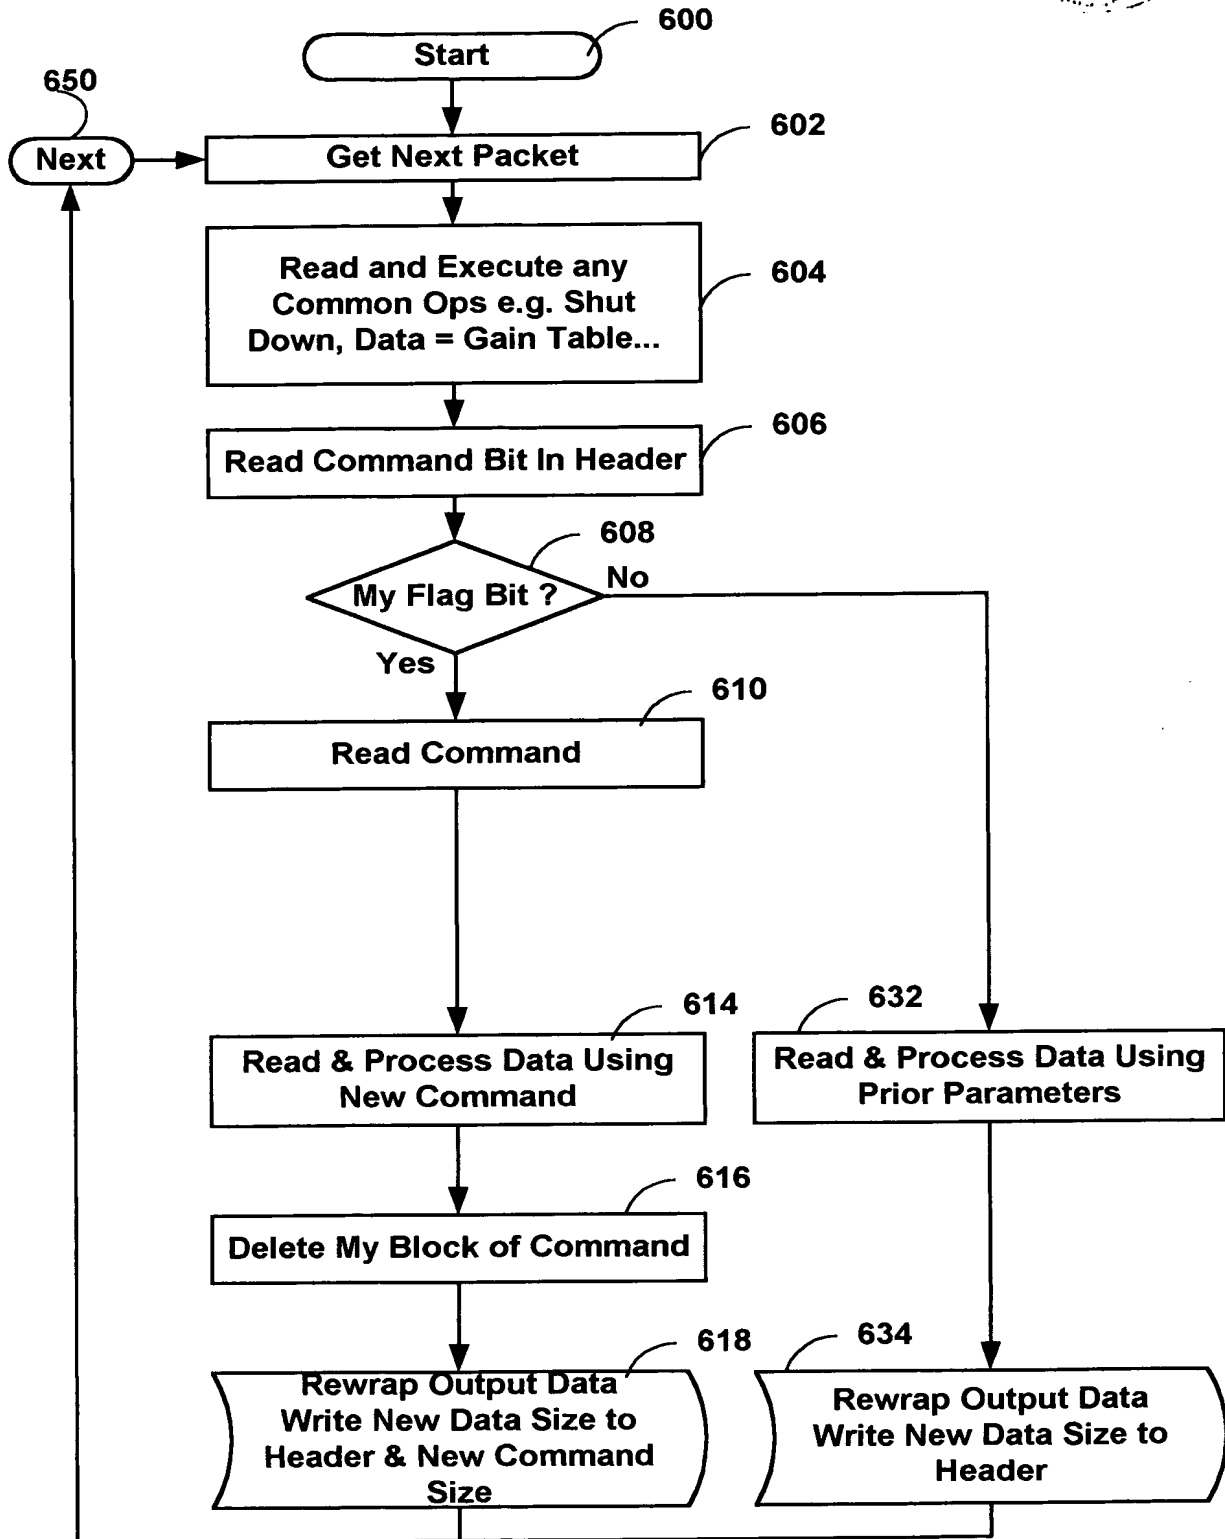 600
Start
650
602
Next
Get Next Packet
604
Read and Execute any
Common Ops e.g. Shut
Down, Data = Gain Table...
606
Read Command Bit In Header
608
No
My Flag Bit ?
Yes
610
Read Command
614
632
Read & Process Data Using
New Command
Read & Process Data Using
Prior Parameters
616
Delete My Block of Command
618
634
Rewrap Output Data
Write New Data Size to
Header & New Command
Size
Rewrap Output Data
Write New Data Size to
Header